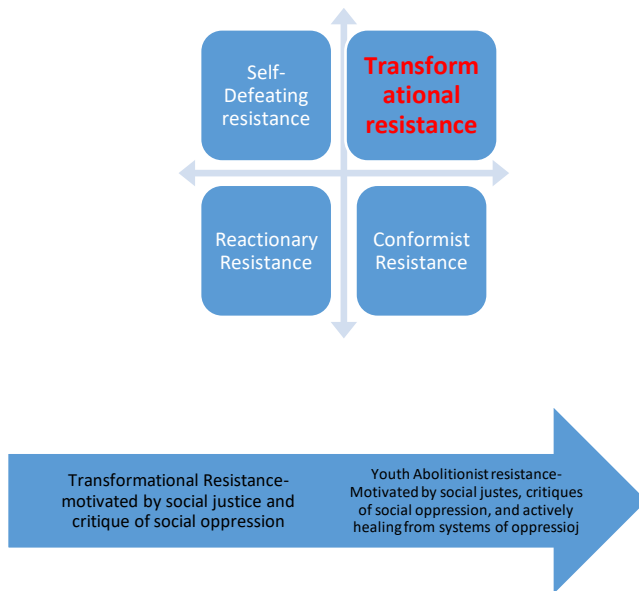 Self-
Defeating
resistance
Transform
ational
resistance
Reactionary
Resistance
Conformist
Resistance
Transformational Resistance-
motivated by social justice and
critique of social oppression
Youth Abolitionist resistance-
Motivated by social justes, critiques
of social oppression, and actively
healing from systems of oppressioj